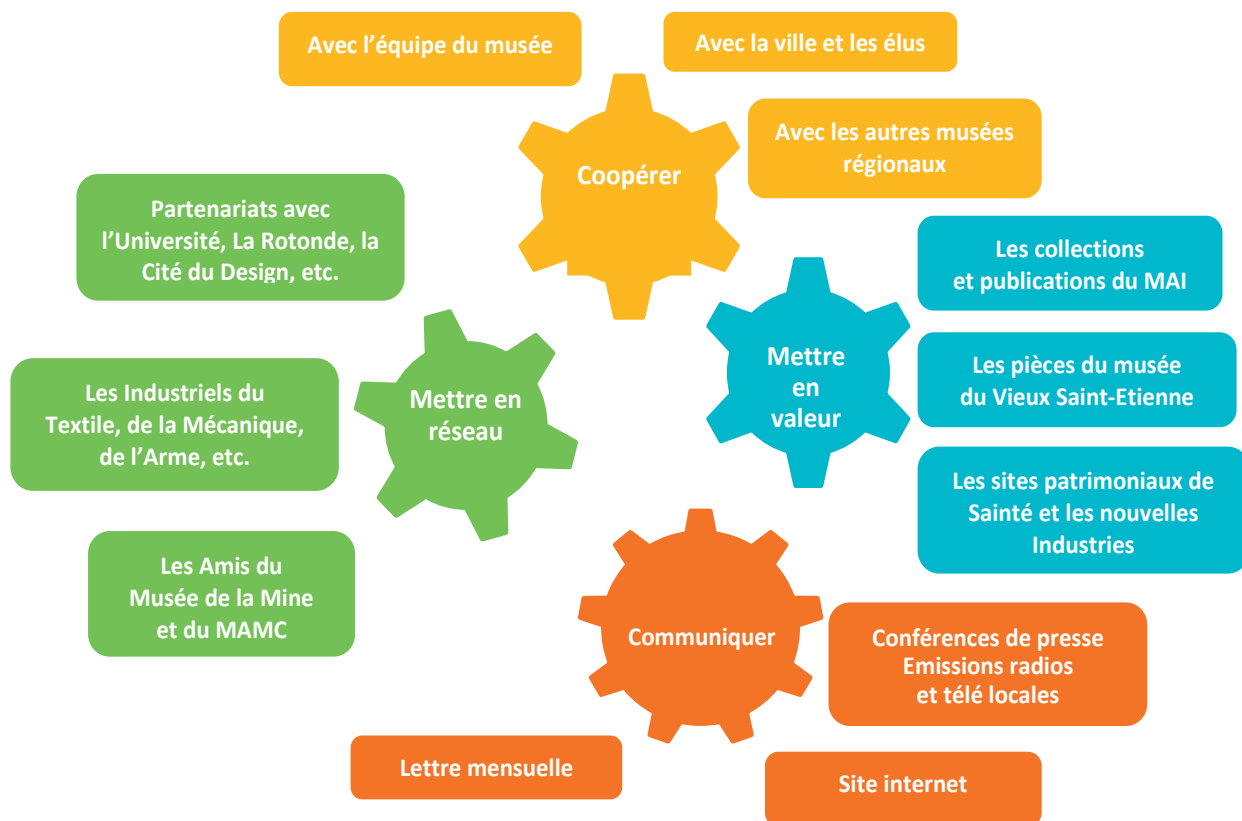 Avec l’équipe du musée
Avec la ville et les élus
Avec les autres musées
régionaux
Coopérer
Partenariats avec
l’Université, La Rotonde, la
Cité du Design, etc.
Les Industriels du
Textile, de la Mécanique,
de l’Arme, etc.
Les Amis du
Musée de la Mine
et du MAMC
Mettre en
réseau
Mettre
en
valeur
Les collections
et publications du MAI
Les pièces du musée
du Vieux Saint-Etienne
Les sites patrimoniaux de
Sainté et les nouvelles
Industries
Communiquer
Conférences de presse
Emissions radios
et télé locales
Lettre mensuelle
Site internet